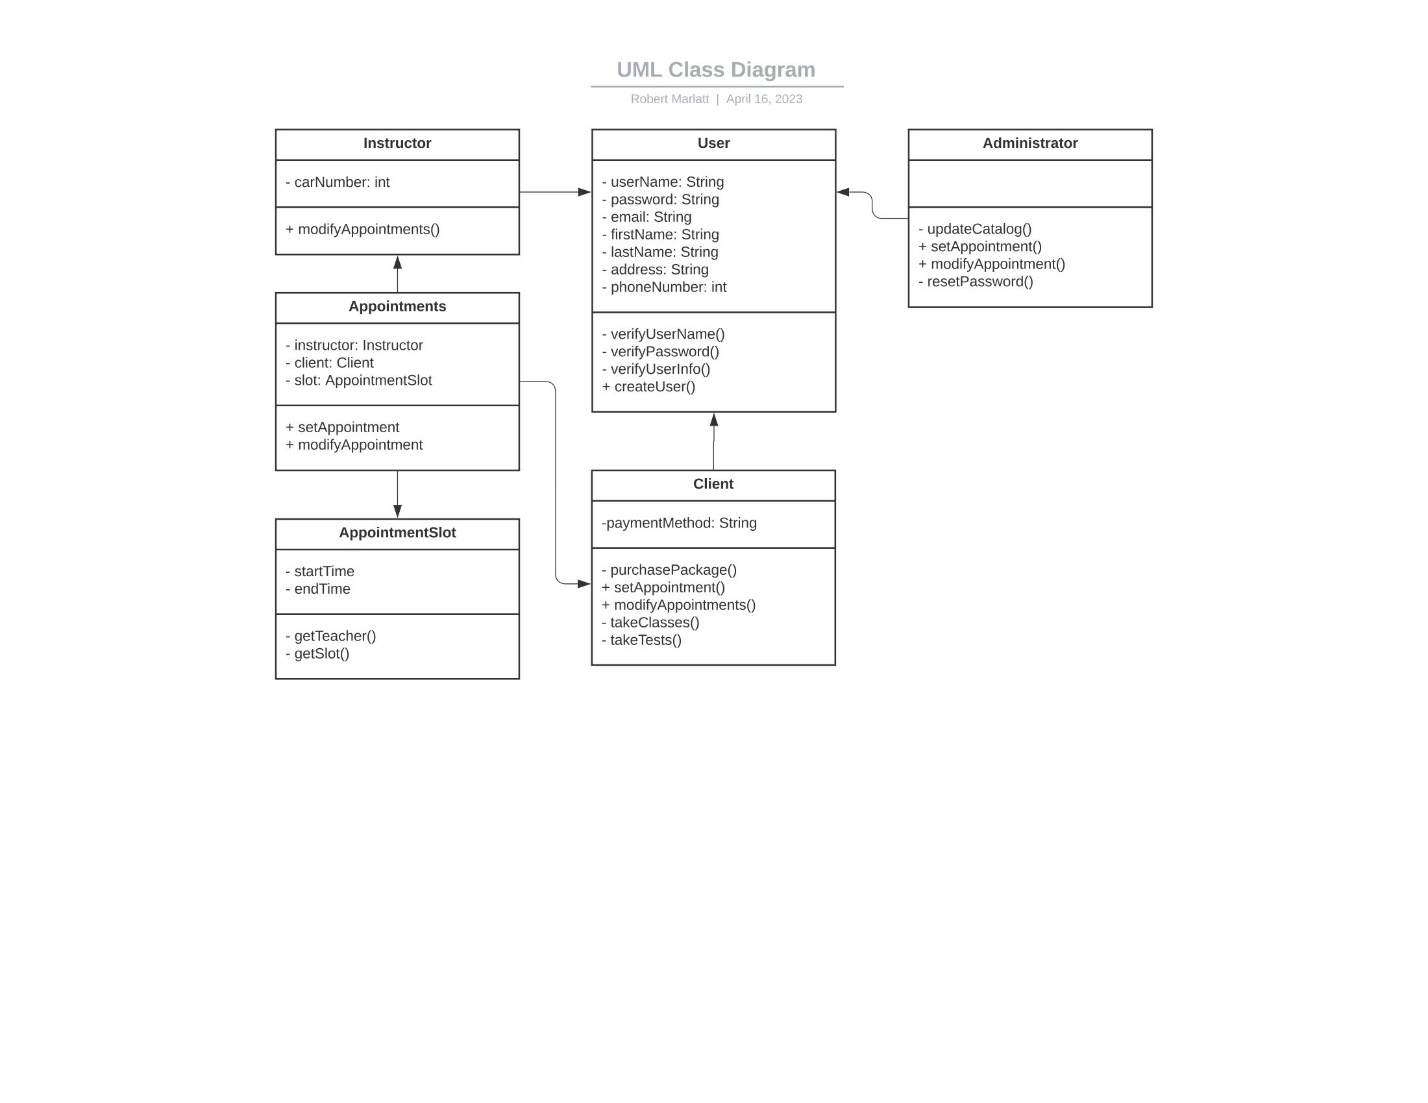 UML Class Diagram
Robert Marlatt | April 16, 2023
Instructor
- carNumber: int
+ modifyAppointments()
User
- userName: String
- password: String
- email: String
- firstName: String
- lastName: String
- address: String
- phoneNumber: int
- verifyUserName()
- verifyPassword()
- verifyUserInfo()
+ createUser()
Administrator
- updateCatalog()
+ setAppointment()
+ modifyAppointment()
- resetPassword()
Appointments
- instructor: Instructor
- client: Client
- slot: AppointmentSlot
+ setAppointment
+ modifyAppointment
Client
-paymentMethod: String
- purchasePackage()
+ setAppointment()
+ modifyAppointments()
- takeClasses()
- takeTests()
AppointmentSlot
- startTime
- endTime
- getTeacher()
- getSlot()